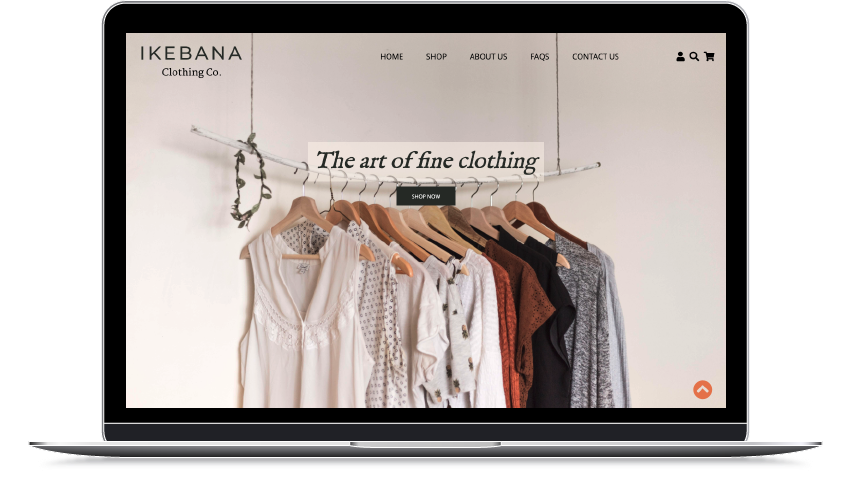 IKEBANA
Clothing Co.
HOME SHOP ABOUT US FAQS CONTACT US
The art of fine clothing
SHOP NOW